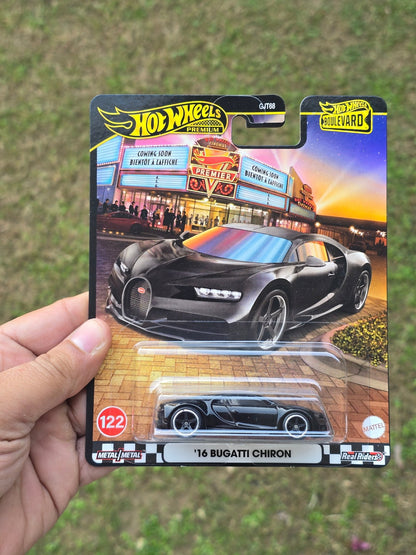 HOT WHEELS
PREMIUM
GJT68
Hot Wheels
BOULEVARD
COMING SOON
BIENTÔT A L'AFFICHE
PREMIER
COMING SOON
BIENTÔT A L'AFFICHE
122
MATTEL
'16 BUGATTI CHIRON
METAL/METAL
Real Riders